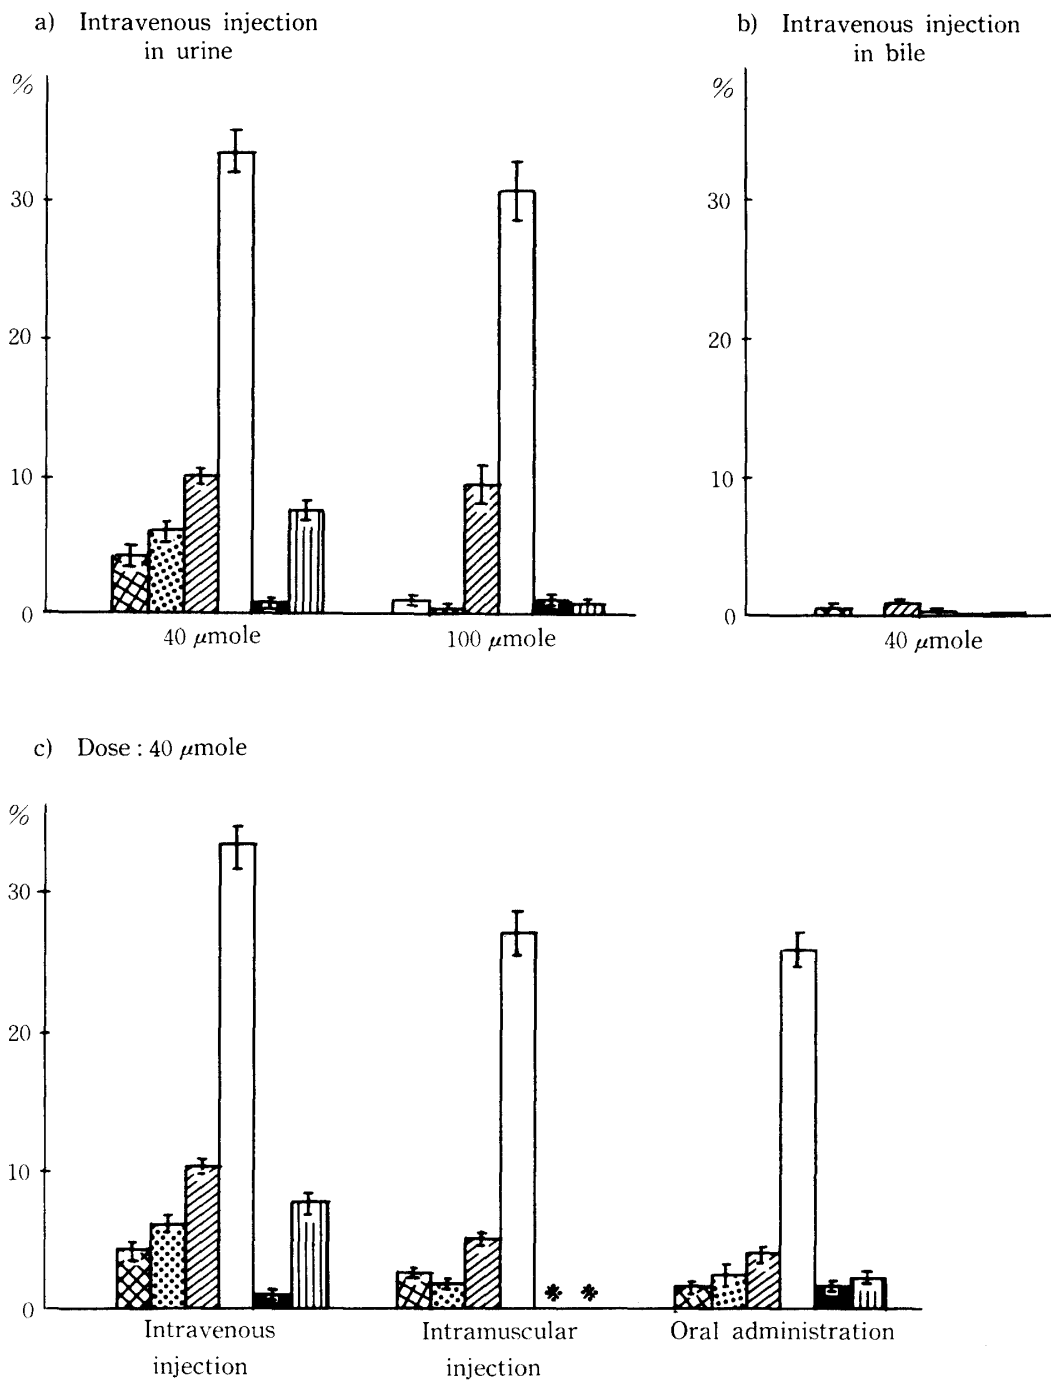 a) Intravenous injection
in urine
b) Intravenous injection
in bile
%
30
20
10
0
40 μmole
100 μmole
%
30
20
10
0
40 μmole
c) Dose : 40 μmole
%
30
20
10
0
* *
Intravenous
injection
Intramuscular
injection
Oral administration